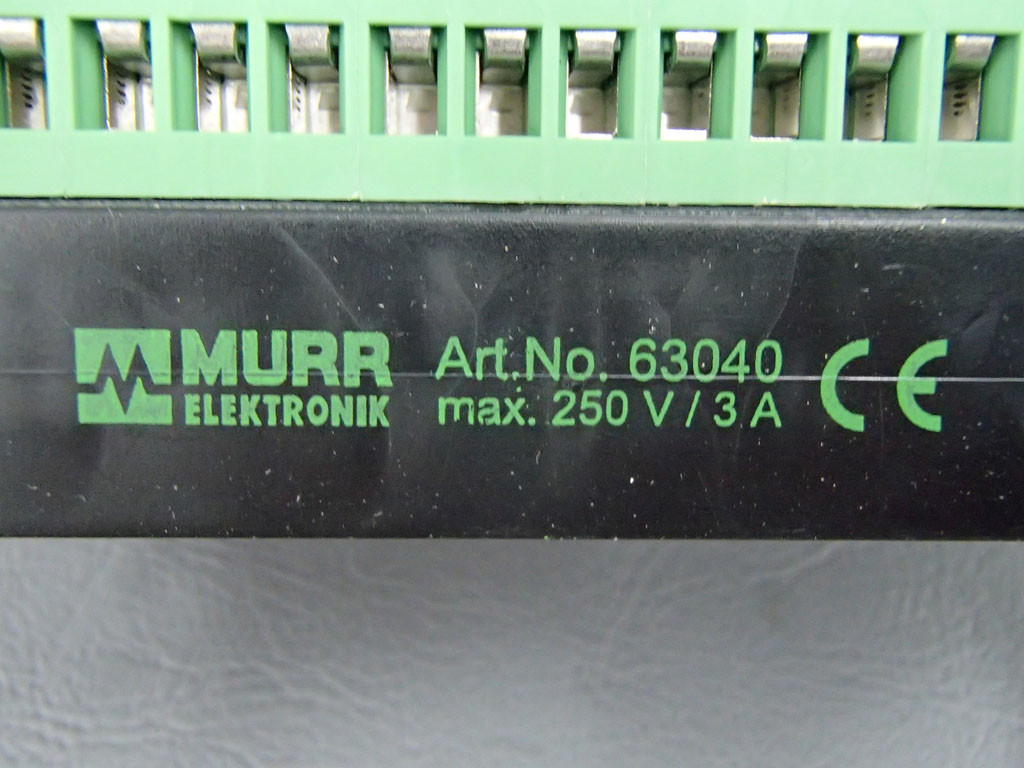 MURR
ELEKTRONIK
Art.No. 63040
max. 250 V / 3 A
CE